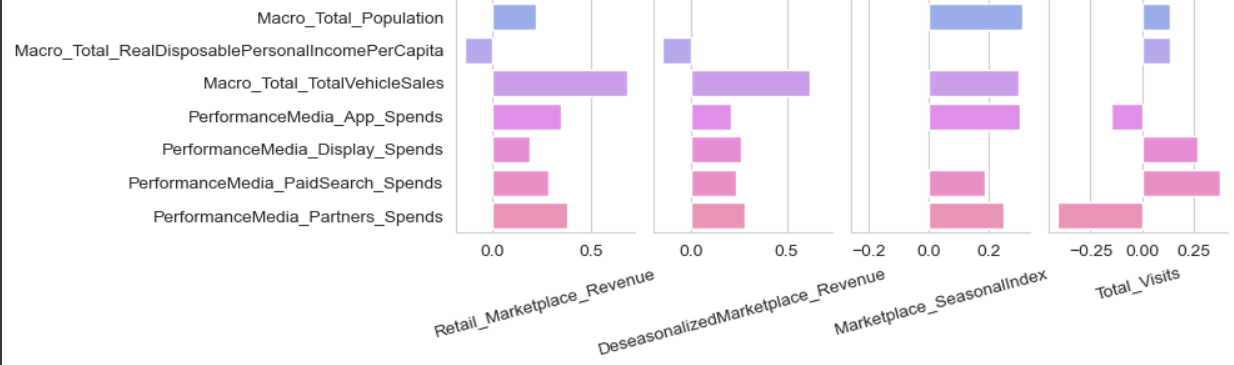 Macro_Total_Population
Macro_Total_RealDisposablePersonalIncomePerCapita
Macro_Total_TotalVehicleSales
PerformanceMedia_App_Spends
PerformanceMedia_Display_Spends
PerformanceMedia_PaidSearch_Spends
PerformanceMedia_Partners_Spends
0.0 0.5 0.0 0.5 −0.2 0.0 0.2 −0.25 0.00 0.25
Retail_Marketplace_Revenue
DeseasonalizedMarketplace_Revenue
Marketplace_SeasonalIndex
Total_Visits